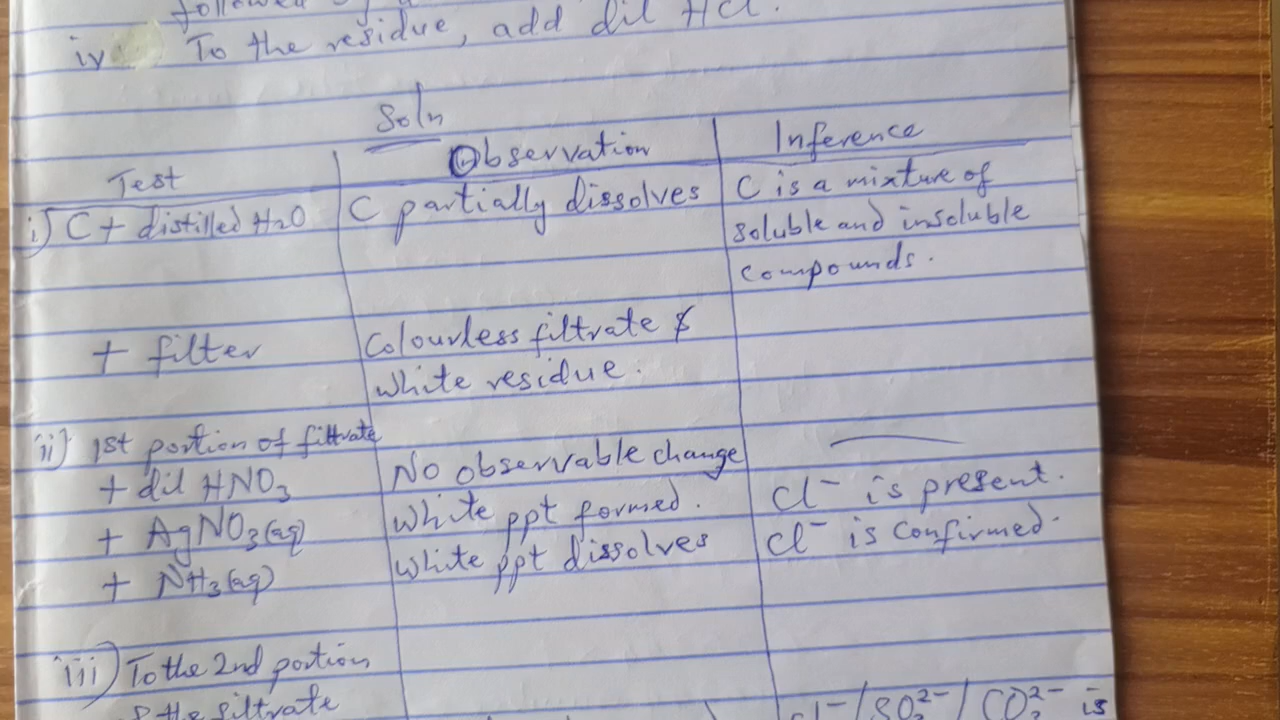 followed
iv To the residue, add dil HCl.
Soln
Test Observation Inference
i) C + distilled H2O C partially dissolves C is a mixture of
soluble and insoluble
compounds.
+ filter Colourless filtrate &
white residue.
ii) 1st portion of filtrate
+ dil HNO3 No observable change —
+ AgNO3(aq) White ppt formed. Cl⁻ is present.
+ NH3(aq) White ppt dissolves Cl⁻ is confirmed.
iii) To the 2nd portion
of the filtrate Cl⁻/SO₃²⁻/CO₃²⁻ is